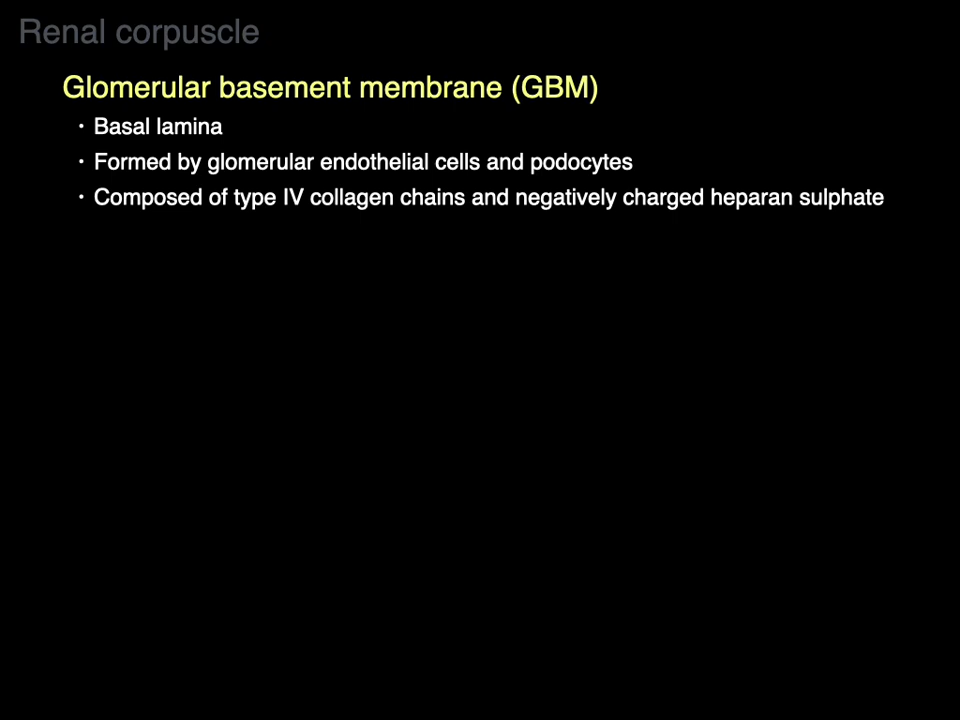 Renal corpuscle
Glomerular basement membrane (GBM)
• Basal lamina
• Formed by glomerular endothelial cells and podocytes
• Composed of type IV collagen chains and negatively charged heparan sulphate